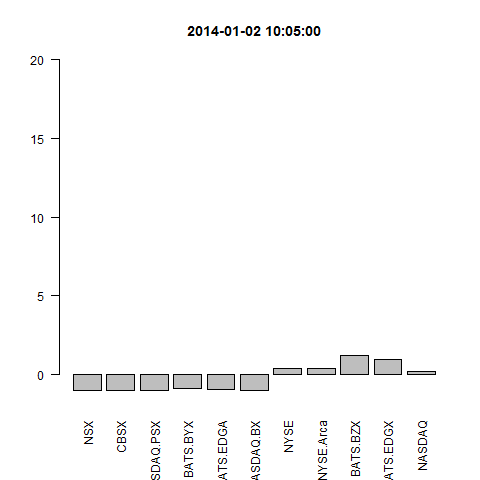 2014-01-02 10:05:00
20
15
10
5
0
NSX
CBSX
SDAQ.PSX
BATS.BYX
ATS.EDGA
ASDAQ.BX
NYSE
NYSE.Arca
BATS.BZX
ATS.EDGX
NASDAQ